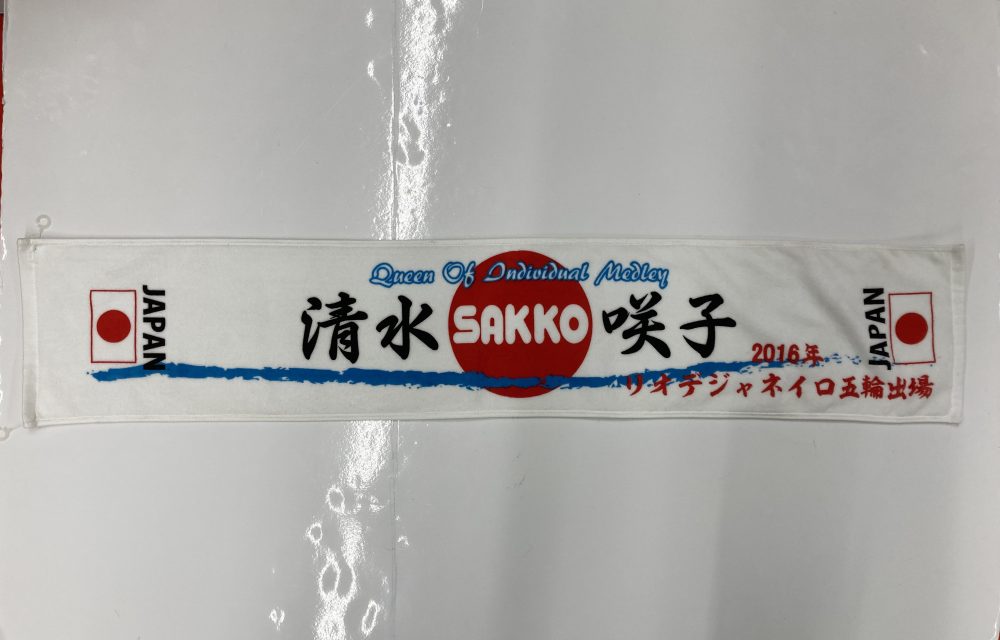 Queen Of Individual Medley
JAPAN
清水 SAKKO 咲子
JAPAN
2016年
リオデジャネイロ五輪出場